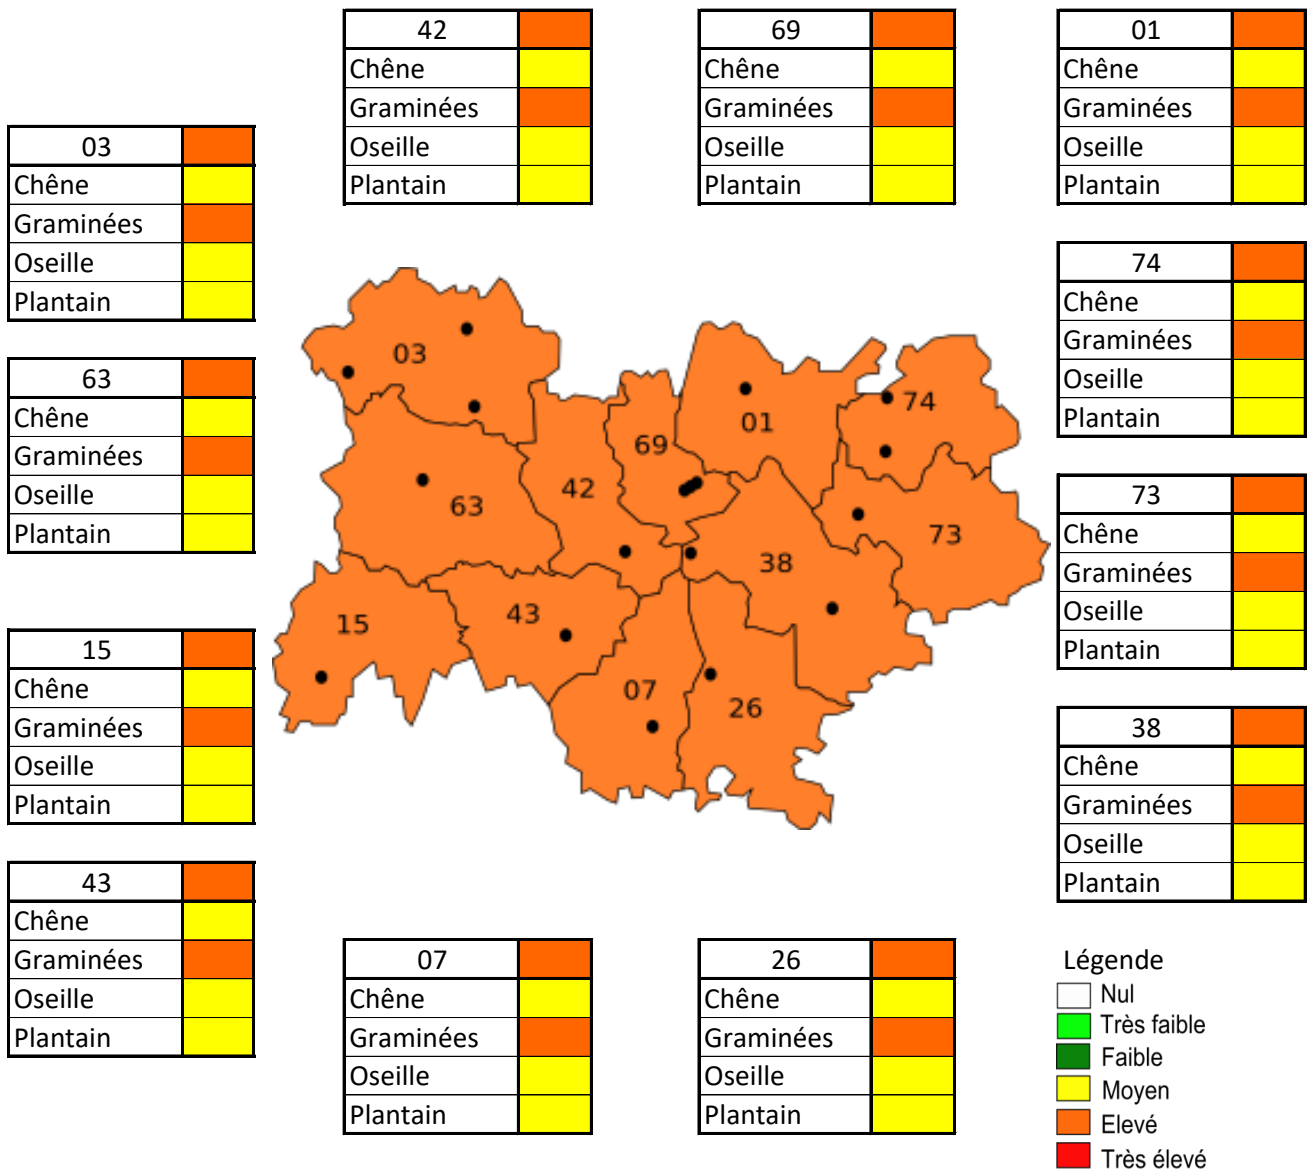 42
Chêne
Graminées
Oseille
Plantain
69
Chêne
Graminées
Oseille
Plantain
01
Chêne
Graminées
Oseille
Plantain
03
Chêne
Graminées
Oseille
Plantain
74
Chêne
Graminées
Oseille
Plantain
63
Chêne
Graminées
Oseille
Plantain
03
74
01
69
42
63
73
38
43
15
07
26
73
Chêne
Graminées
Oseille
Plantain
15
Chêne
Graminées
Oseille
Plantain
38
Chêne
Graminées
Oseille
Plantain
43
Chêne
Graminées
Oseille
Plantain
07
Chêne
Graminées
Oseille
Plantain
26
Chêne
Graminées
Oseille
Plantain
Légende
Nul
Très faible
Faible
Moyen
Elevé
Très élevé